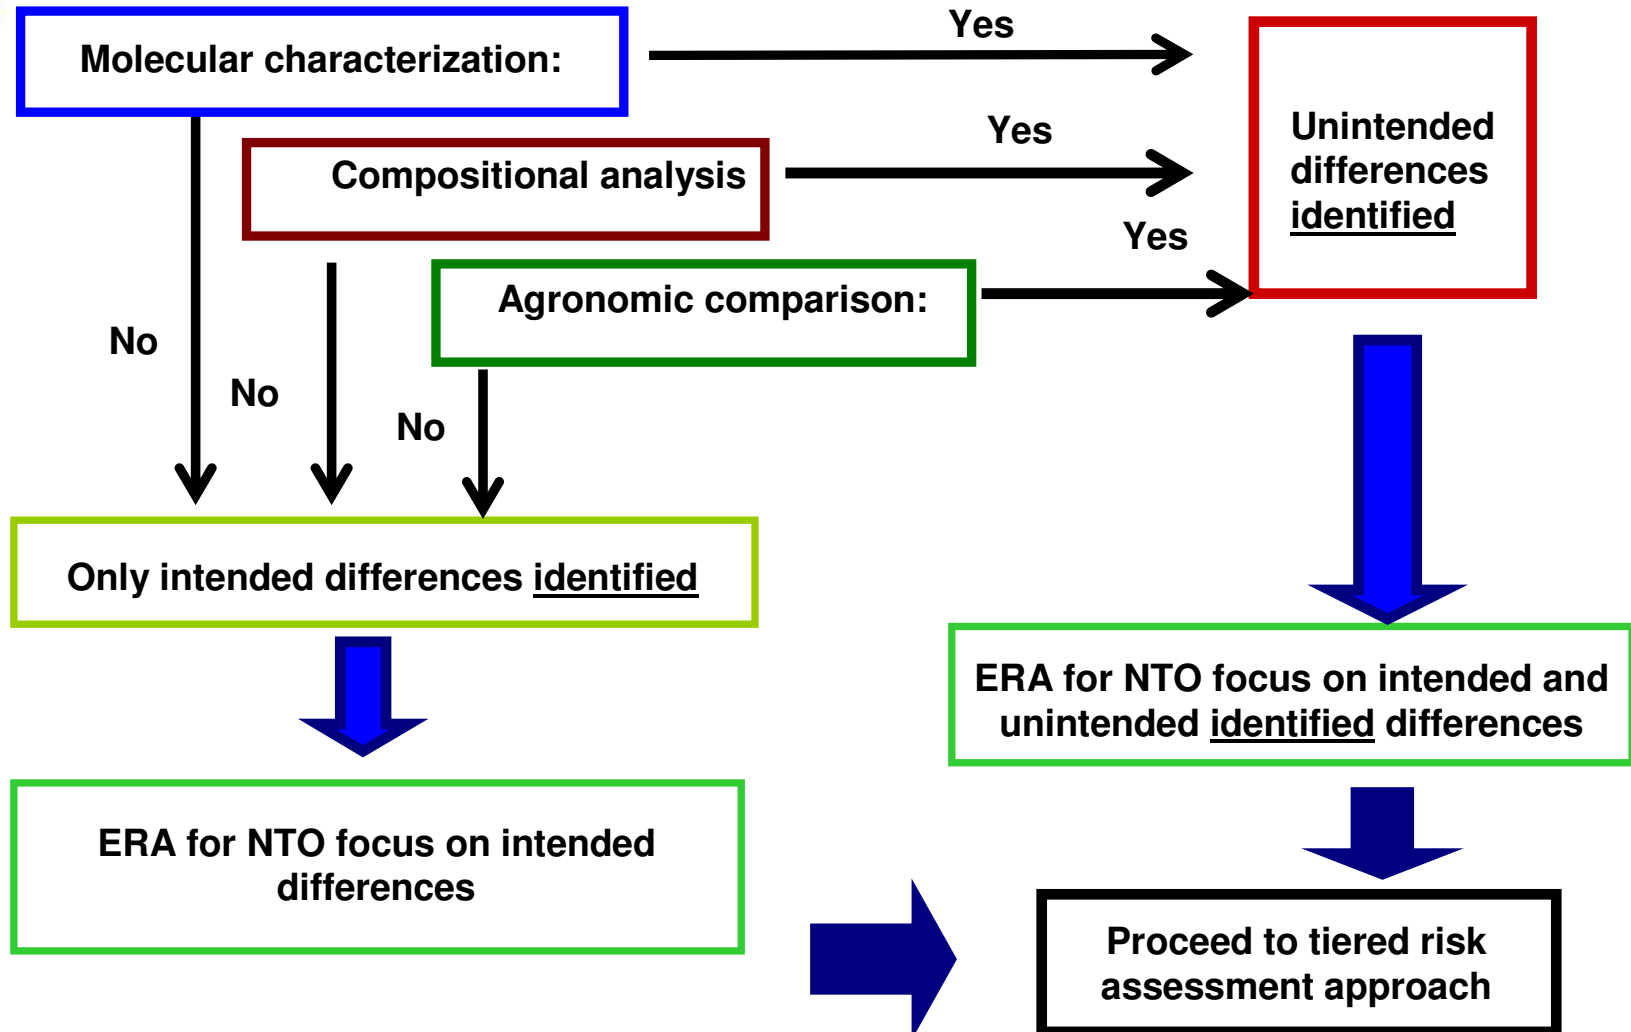 Molecular characterization:
Yes
Compositional analysis
Yes
Unintended
differences
identified
Agronomic comparison:
Yes
No
No
No
Only intended differences identified
ERA for NTO focus on intended and
unintended identified differences
ERA for NTO focus on intended
differences
Proceed to tiered risk
assessment approach